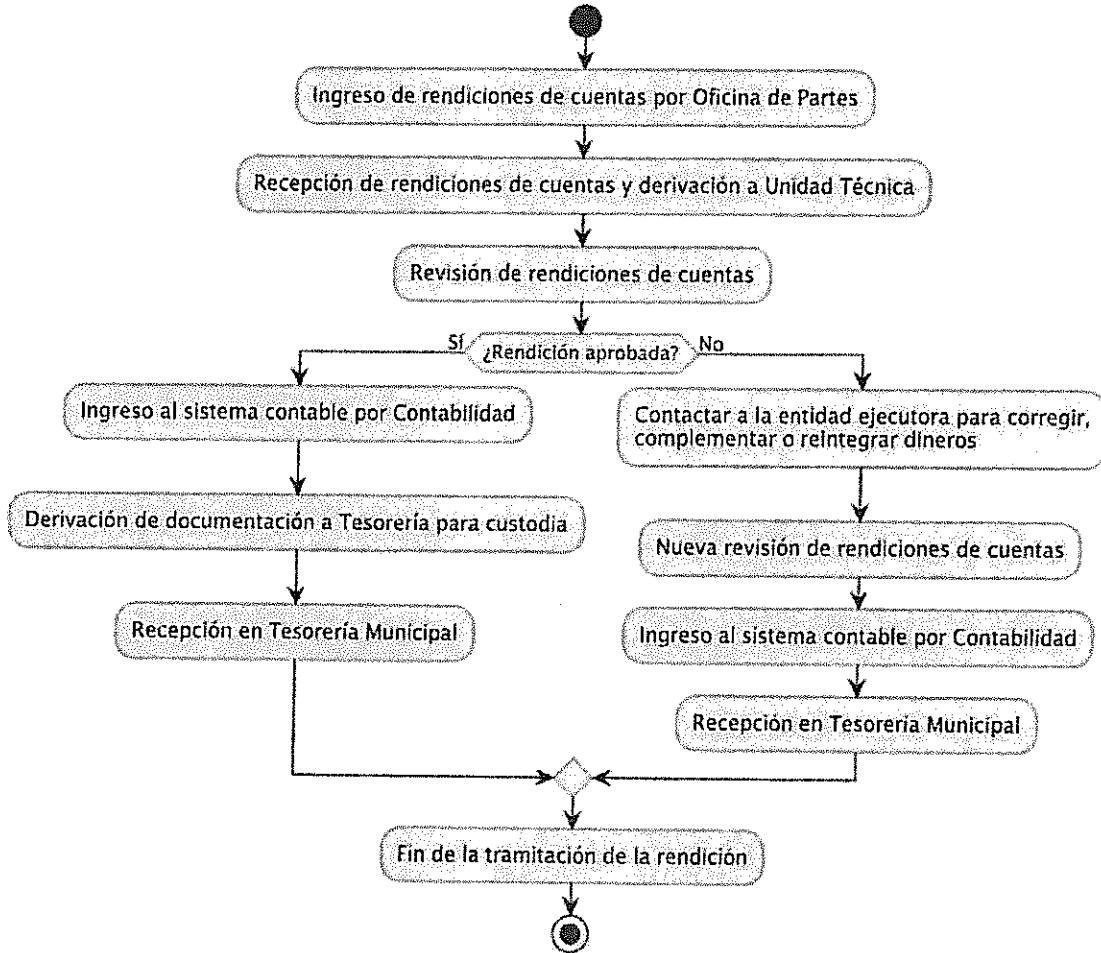 Ingreso de rendiciones de cuentas por Oficina de Partes
Recepción de rendiciones de cuentas y derivación a Unidad Técnica
Revisión de rendiciones de cuentas
¿Rendición aprobada?
Sí
No
Ingreso al sistema contable por Contabilidad
Derivación de documentación a Tesorería para custodia
Recepción en Tesorería Municipal
Contactar a la entidad ejecutora para corregir,
complementar o reintegrar dineros
Nueva revisión de rendiciones de cuentas
Ingreso al sistema contable por Contabilidad
Recepción en Tesorería Municipal
Fin de la tramitación de la rendición